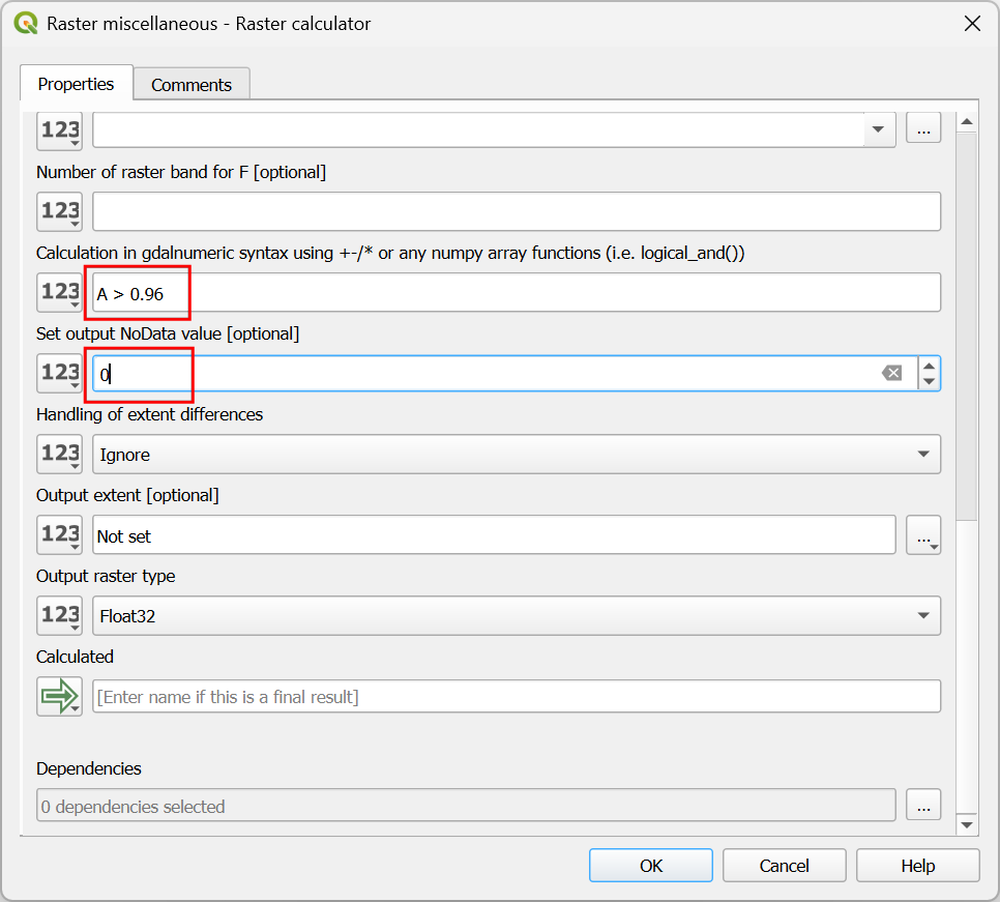 Raster miscellaneous - Raster calculator
Properties
Comments
123
...
Number of raster band for F [optional]
123
Calculation in gdalnumeric syntax using +-/* or any numpy array functions (i.e. logical_and())
123
A > 0.96
Set output NoData value [optional]
123
0
Handling of extent differences
123
Ignore
Output extent [optional]
123
Not set
...
Output raster type
123
Float32
Calculated
[Enter name if this is a final result]
Dependencies
0 dependencies selected
...
OK
Cancel
Help